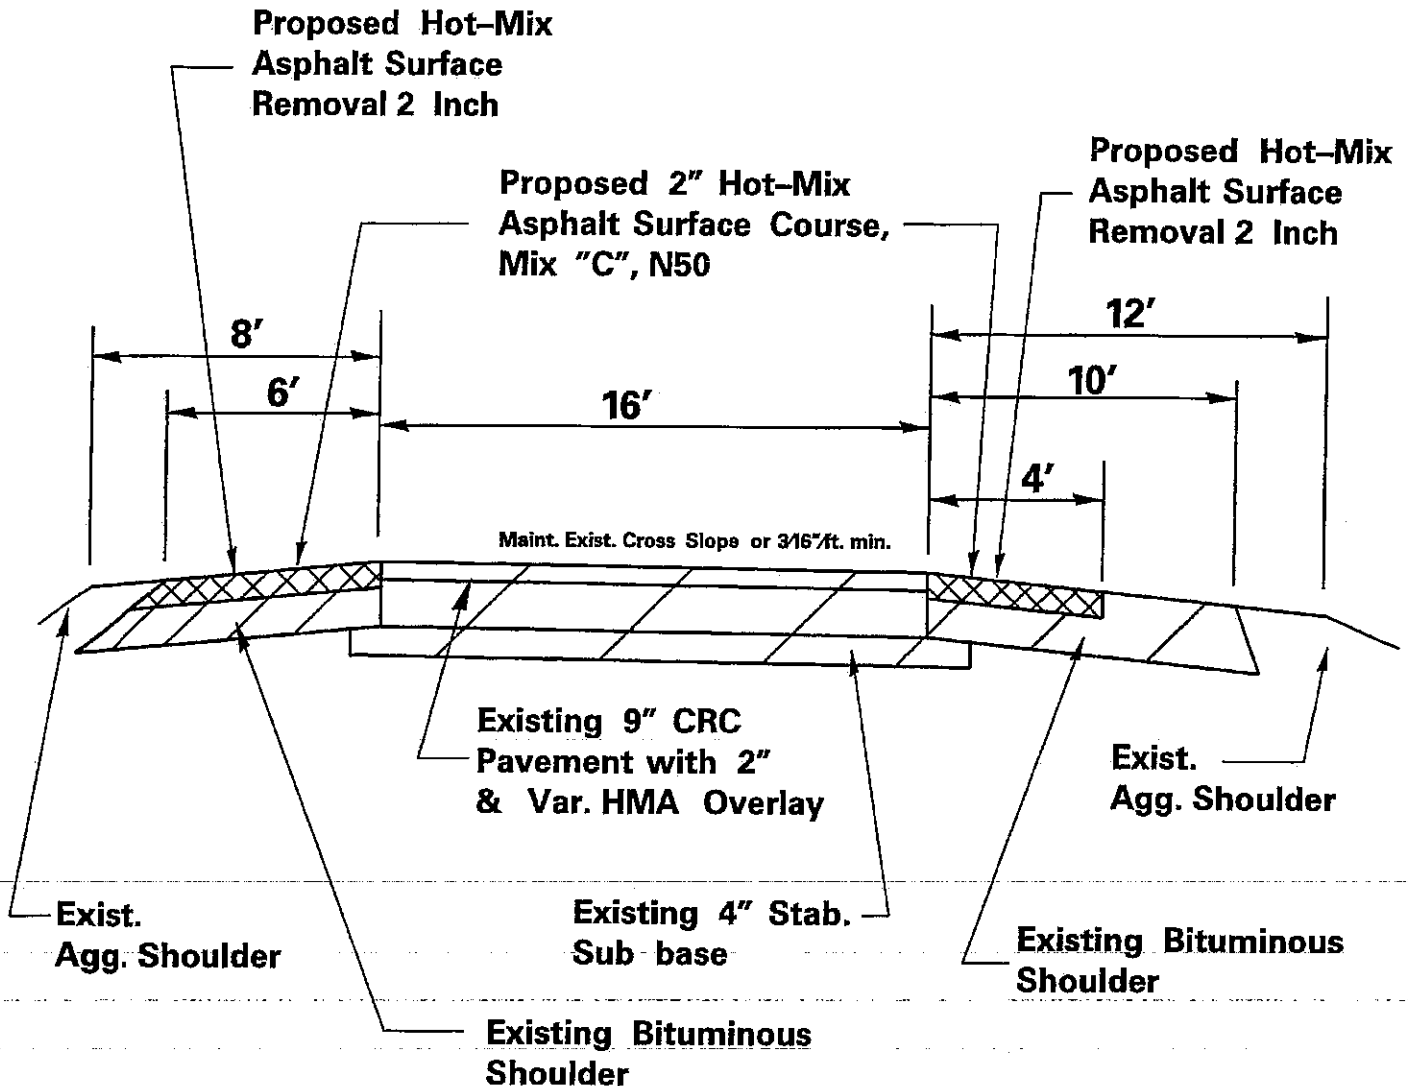 Proposed Hot-Mix
Asphalt Surface
Removal 2 Inch
Proposed Hot-Mix
Asphalt Surface
Removal 2 Inch
Proposed 2" Hot-Mix
Asphalt Surface Course,
Mix "C", N50
8'
12'
6'
16'
10'
4'
Maint. Exist. Cross Slope or 3/16"/ft. min.
Existing 9" CRC
Pavement with 2"
& Var. HMA Overlay
Exist.
Agg. Shoulder
Exist.
Agg. Shoulder
Existing 4" Stab.
Sub base
Existing Bituminous
Shoulder
Existing Bituminous
Shoulder